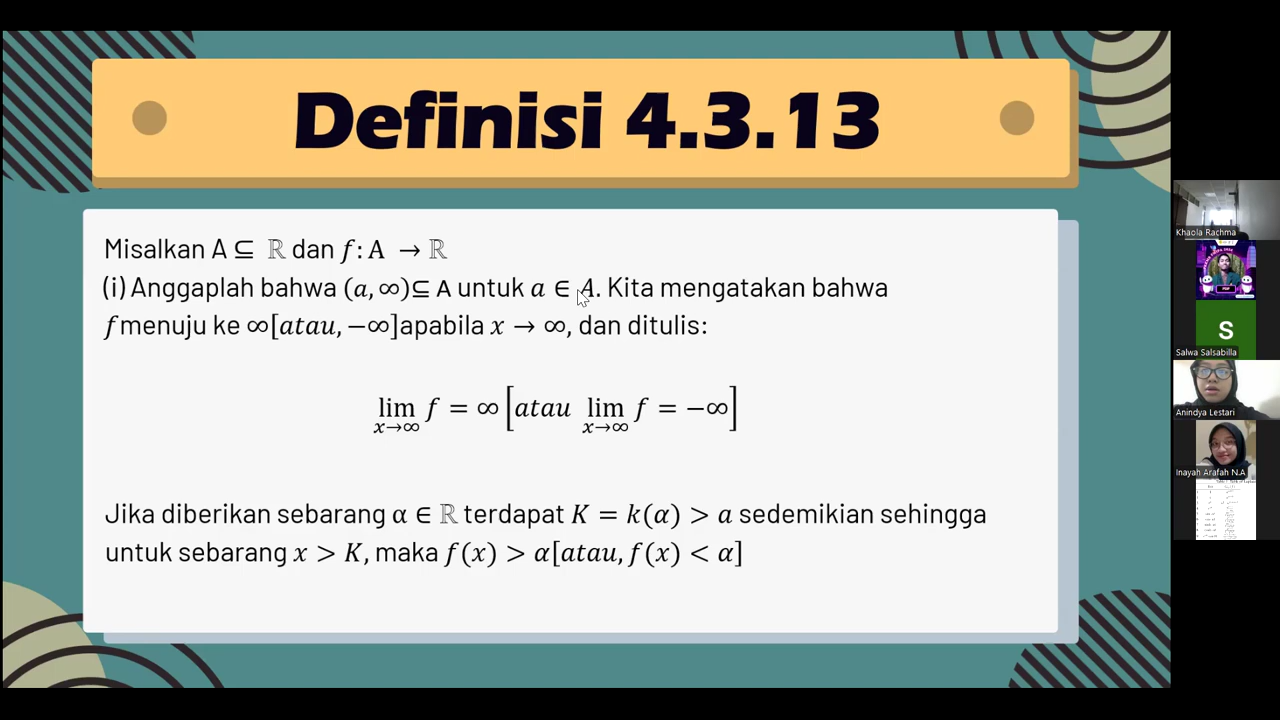 Definisi 4.3.13
Misalkan A ⊆ ℝ dan f: A → ℝ
(i) Anggaplah bahwa (a, ∞)⊆ A untuk a ∈ A. Kita mengatakan bahwa
f menuju ke ∞[atau, −∞]apabila x → ∞, dan ditulis:
lim f = ∞ [atau lim f = −∞]
x→∞ x→∞
Jika diberikan sebarang α ∈ ℝ terdapat K = k(α) > a sedemikian sehingga
untuk sebarang x > K, maka f(x) > α[atau, f(x) < α]
Khaola Rachma
PDF
S
Salwa Salsabilla
Anindya Lestari
Inayah Arafah N.A